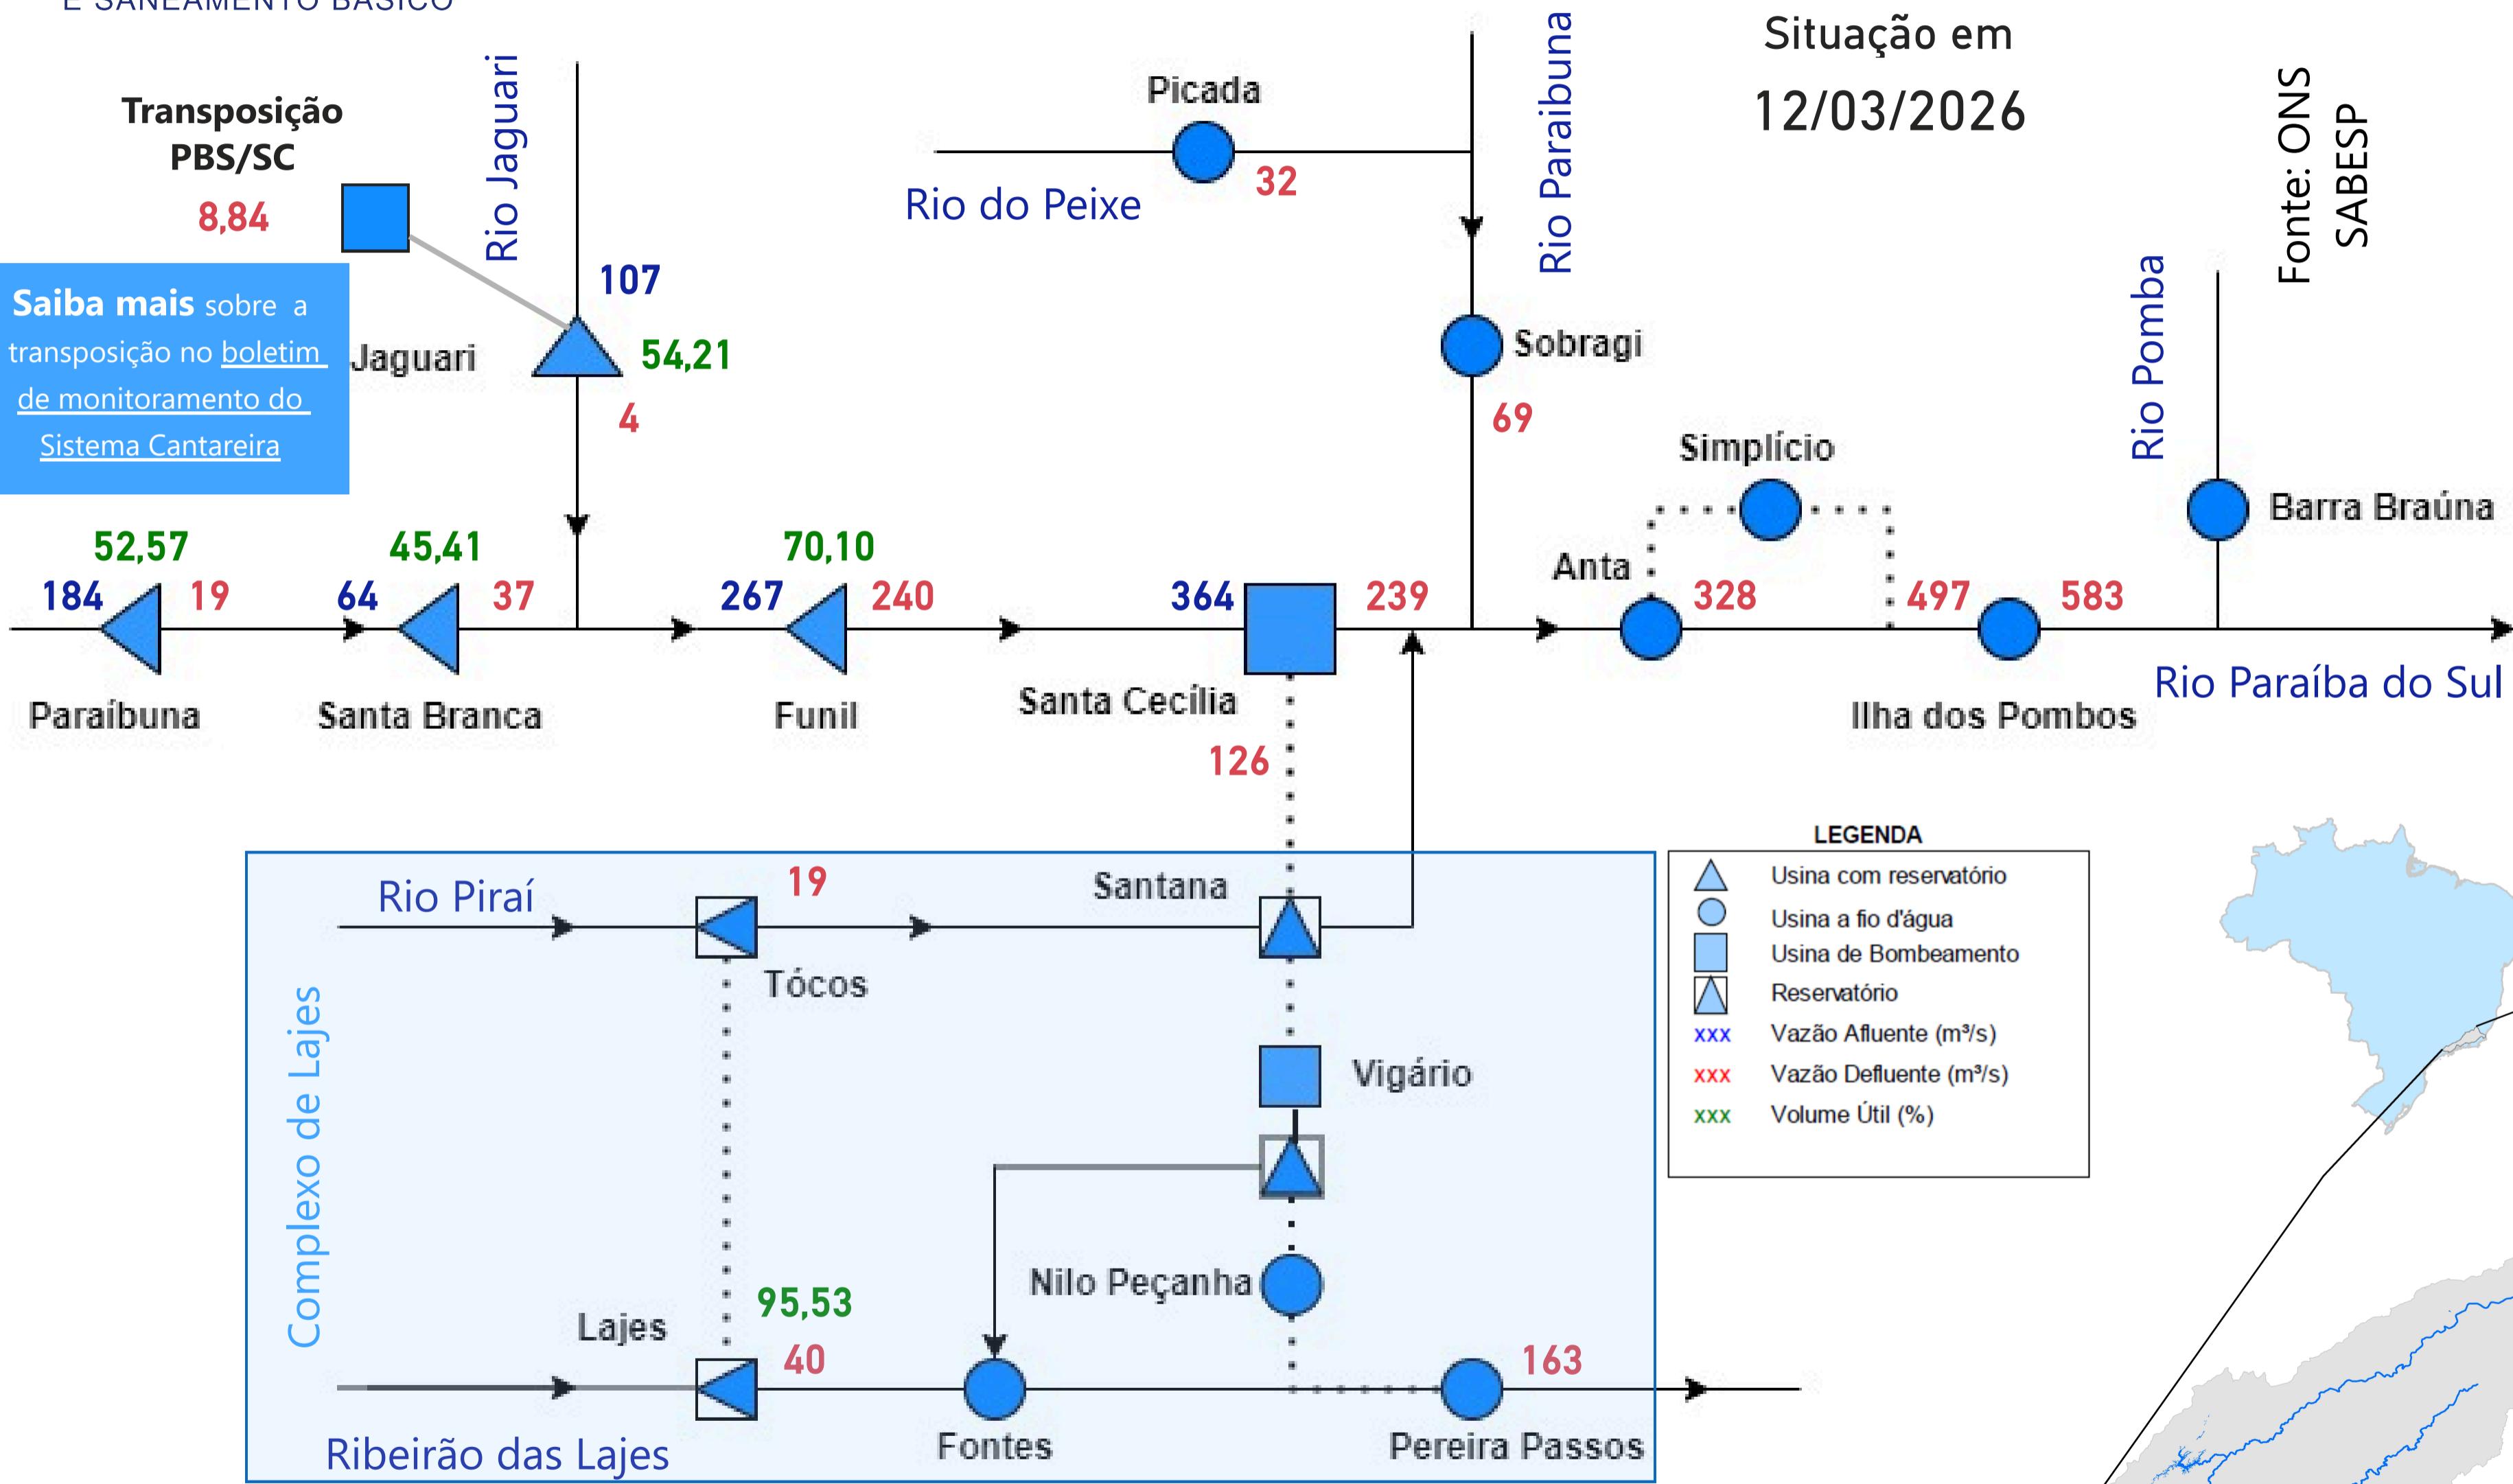 E SANEAMENTO BÁSICO
Situação em
12/03/2026
Fonte: ONS
SABESP
Transposição
PBS/SC
8,84
Rio Jaguari
107
54,21
4
Jaguari
Saiba mais sobre a
transposição no boletim
de monitoramento do
Sistema Cantareira
Picada
32
Rio do Peixe
Rio Paraibuna
Sobragi
69
Simplício
Rio Pomba
Barra Braúna
52,57
184
19
Paraíbuna
45,41
64
37
Santa Branca
70,10
267
240
Funil
364
239
Santa Cecília
126
Anta
328
497
583
Ilha dos Pombos
Rio Paraíba do Sul
Complexo de Lajes
Rio Piraí
19
Tócos
Santana
Vigário
Nilo Peçanha
Lajes
95,53
40
163
Fontes
Pereira Passos
Ribeirão das Lajes
LEGENDA
Usina com reservatório
Usina a fio d'água
Usina de Bombeamento
Reservatório
xxx Vazão Afluente (m³/s)
xxx Vazão Defluente (m³/s)
xxx Volume Útil (%)